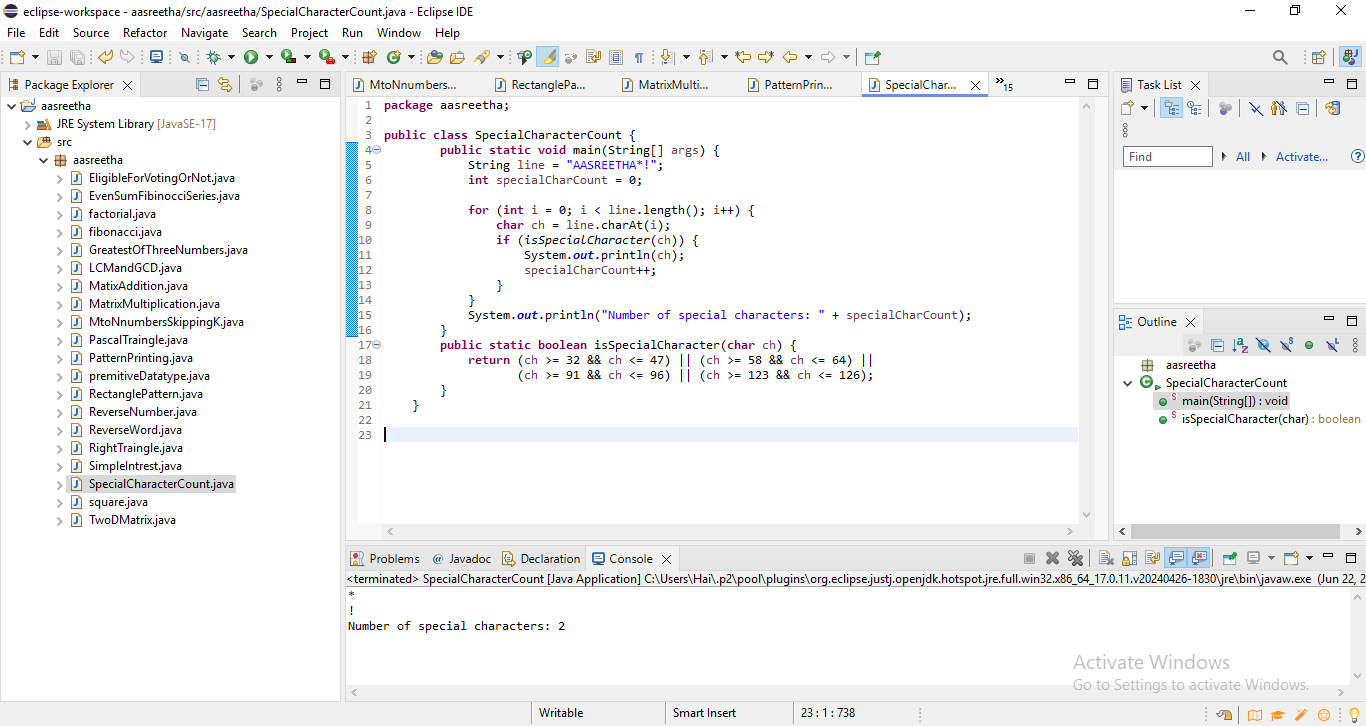 eclipse-workspace - aasreetha/src/aasreetha/SpecialCharacterCount.java - Eclipse IDE
File Edit Source Refactor Navigate Search Project Run Window Help
Package Explorer
aasreetha
JRE System Library [JavaSE-17]
src
aasreetha
EligibleForVotingOrNot.java
EvenSumFibinocciSeries.java
factorial.java
fibonacci.java
GreatestOfThreeNumbers.java
LCMandGCD.java
MatixAddition.java
MatrixMultiplication.java
MtoNnumbersSkippingK.java
PascalTraingle.java
PatternPrinting.java
premitiveDatatype.java
RectanglePattern.java
ReverseNumber.java
ReverseWord.java
RightTraingle.java
SimpleIntrest.java
SpecialCharacterCount.java
square.java
TwoDMatrix.java
MtoNnumbers... RectanglePa... MatrixMulti... PatternPrin... SpecialChar... »15
1 package aasreetha;
2
3 public class SpecialCharacterCount {
4 public static void main(String[] args) {
5 String line = "AASREETHA*!";
6 int specialCharCount = 0;
7
8 for (int i = 0; i < line.length(); i++) {
9 char ch = line.charAt(i);
10 if (isSpecialCharacter(ch)) {
11 System.out.println(ch);
12 specialCharCount++;
13 }
14 }
15 System.out.println("Number of special characters: " + specialCharCount);
16 }
17 public static boolean isSpecialCharacter(char ch) {
18 return (ch >= 32 && ch <= 47) || (ch >= 58 && ch <= 64) ||
19 (ch >= 91 && ch <= 96) || (ch >= 123 && ch <= 126);
20 }
21 }
22
23
Task List
Find All Activate...
Outline
aasreetha
SpecialCharacterCount
main(String[]) : void
isSpecialCharacter(char) : boolean
Problems @ Javadoc Declaration Console
<terminated> SpecialCharacterCount [Java Application] C:\Users\Hai\.p2\pool\plugins\org.eclipse.justj.openjdk.hotspot.jre.full.win32.x86_64_17.0.11.v20240426-1830\jre\bin\javaw.exe (Jun 22, 2
*
!
Number of special characters: 2
Activate Windows
Go to Settings to activate Windows.
Writable Smart Insert 23 : 1 : 738